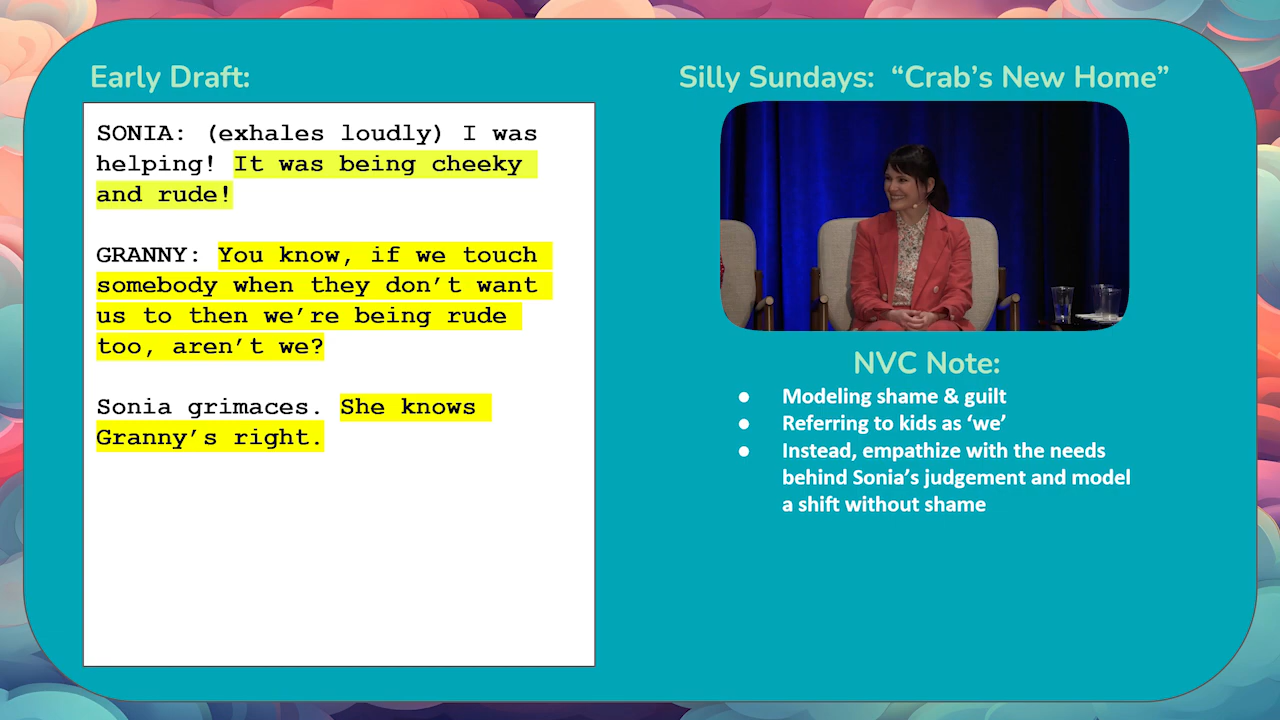 Early Draft:
SONIA: (exhales loudly) I was
helping! It was being cheeky
and rude!
GRANNY: You know, if we touch
somebody when they don’t want
us to then we’re being rude
too, aren’t we?
Sonia grimaces. She knows
Granny’s right.
Silly Sundays: “Crab’s New Home”
NVC Note:
● Modeling shame & guilt
● Referring to kids as ‘we’
● Instead, empathize with the needs
behind Sonia’s judgement and model
a shift without shame